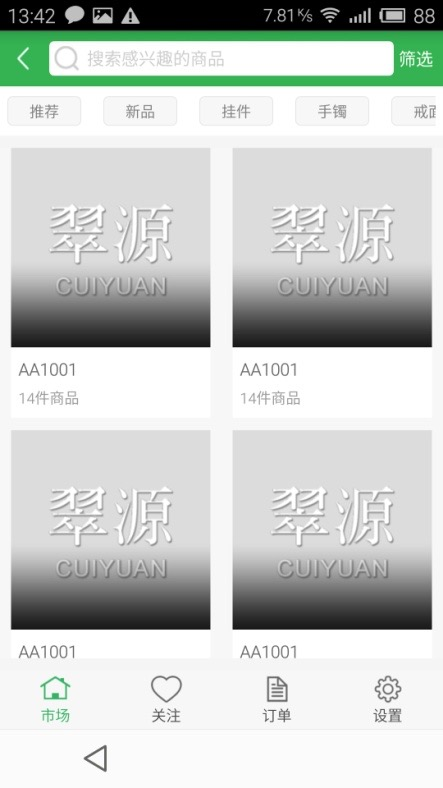 13:42 7.81K/s 88
搜索感兴趣的商品 筛选
推荐 新品 挂件 手镯 戒面
翠源 翠源
CUIYUAN CUIYUAN
AA1001 AA1001
14件商品 14件商品
翠源 翠源
CUIYUAN CUIYUAN
AA1001 AA1001
市场 关注 订单 设置